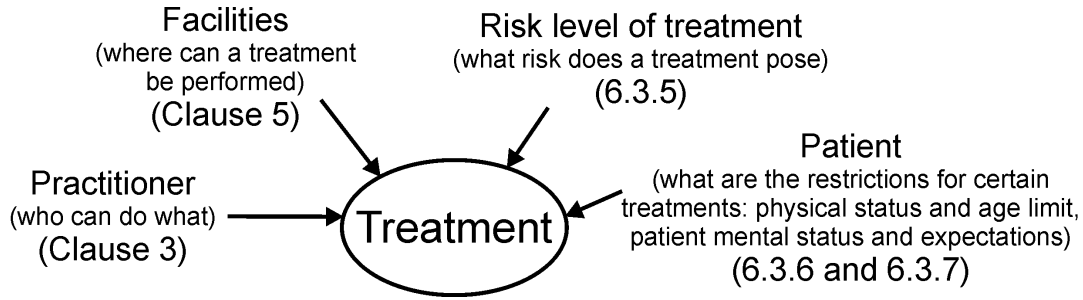 Facilities
(where can a treatment
be performed)
(Clause 5)
Risk level of treatment
(what risk does a treatment pose)
(6.3.5)
Practitioner
(who can do what)
(Clause 3)
Treatment
Patient
(what are the restrictions for certain
treatments: physical status and age limit,
patient mental status and expectations)
(6.3.6 and 6.3.7)